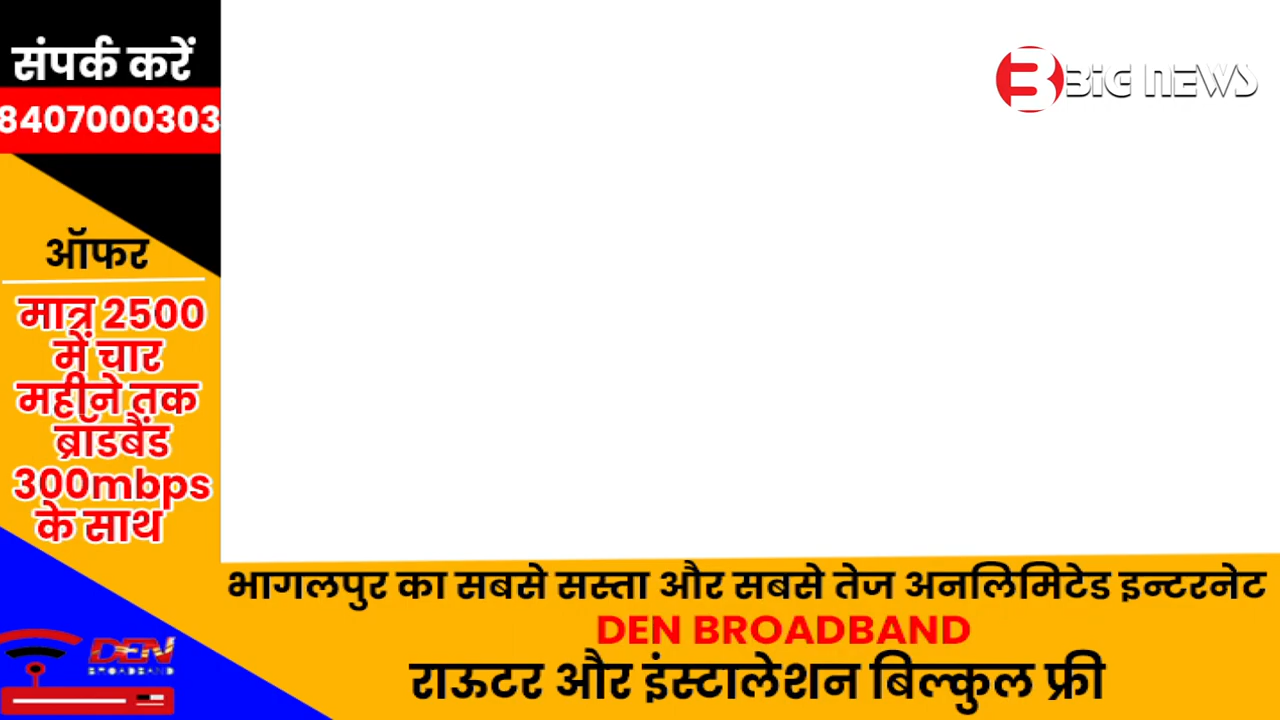 संपर्क करें
8407000303
ऑफर
मात्र 2500
में चार
महीने तक
ब्रॉडबैंड
300mbps
के साथ
BIG NEWS
भागलपुर का सबसे सस्ता और सबसे तेज अनलिमिटेड इन्टरनेट
DEN BROADBAND
राऊटर और इंस्टालेशन बिल्कुल फ्री
DEN
BROADBAND